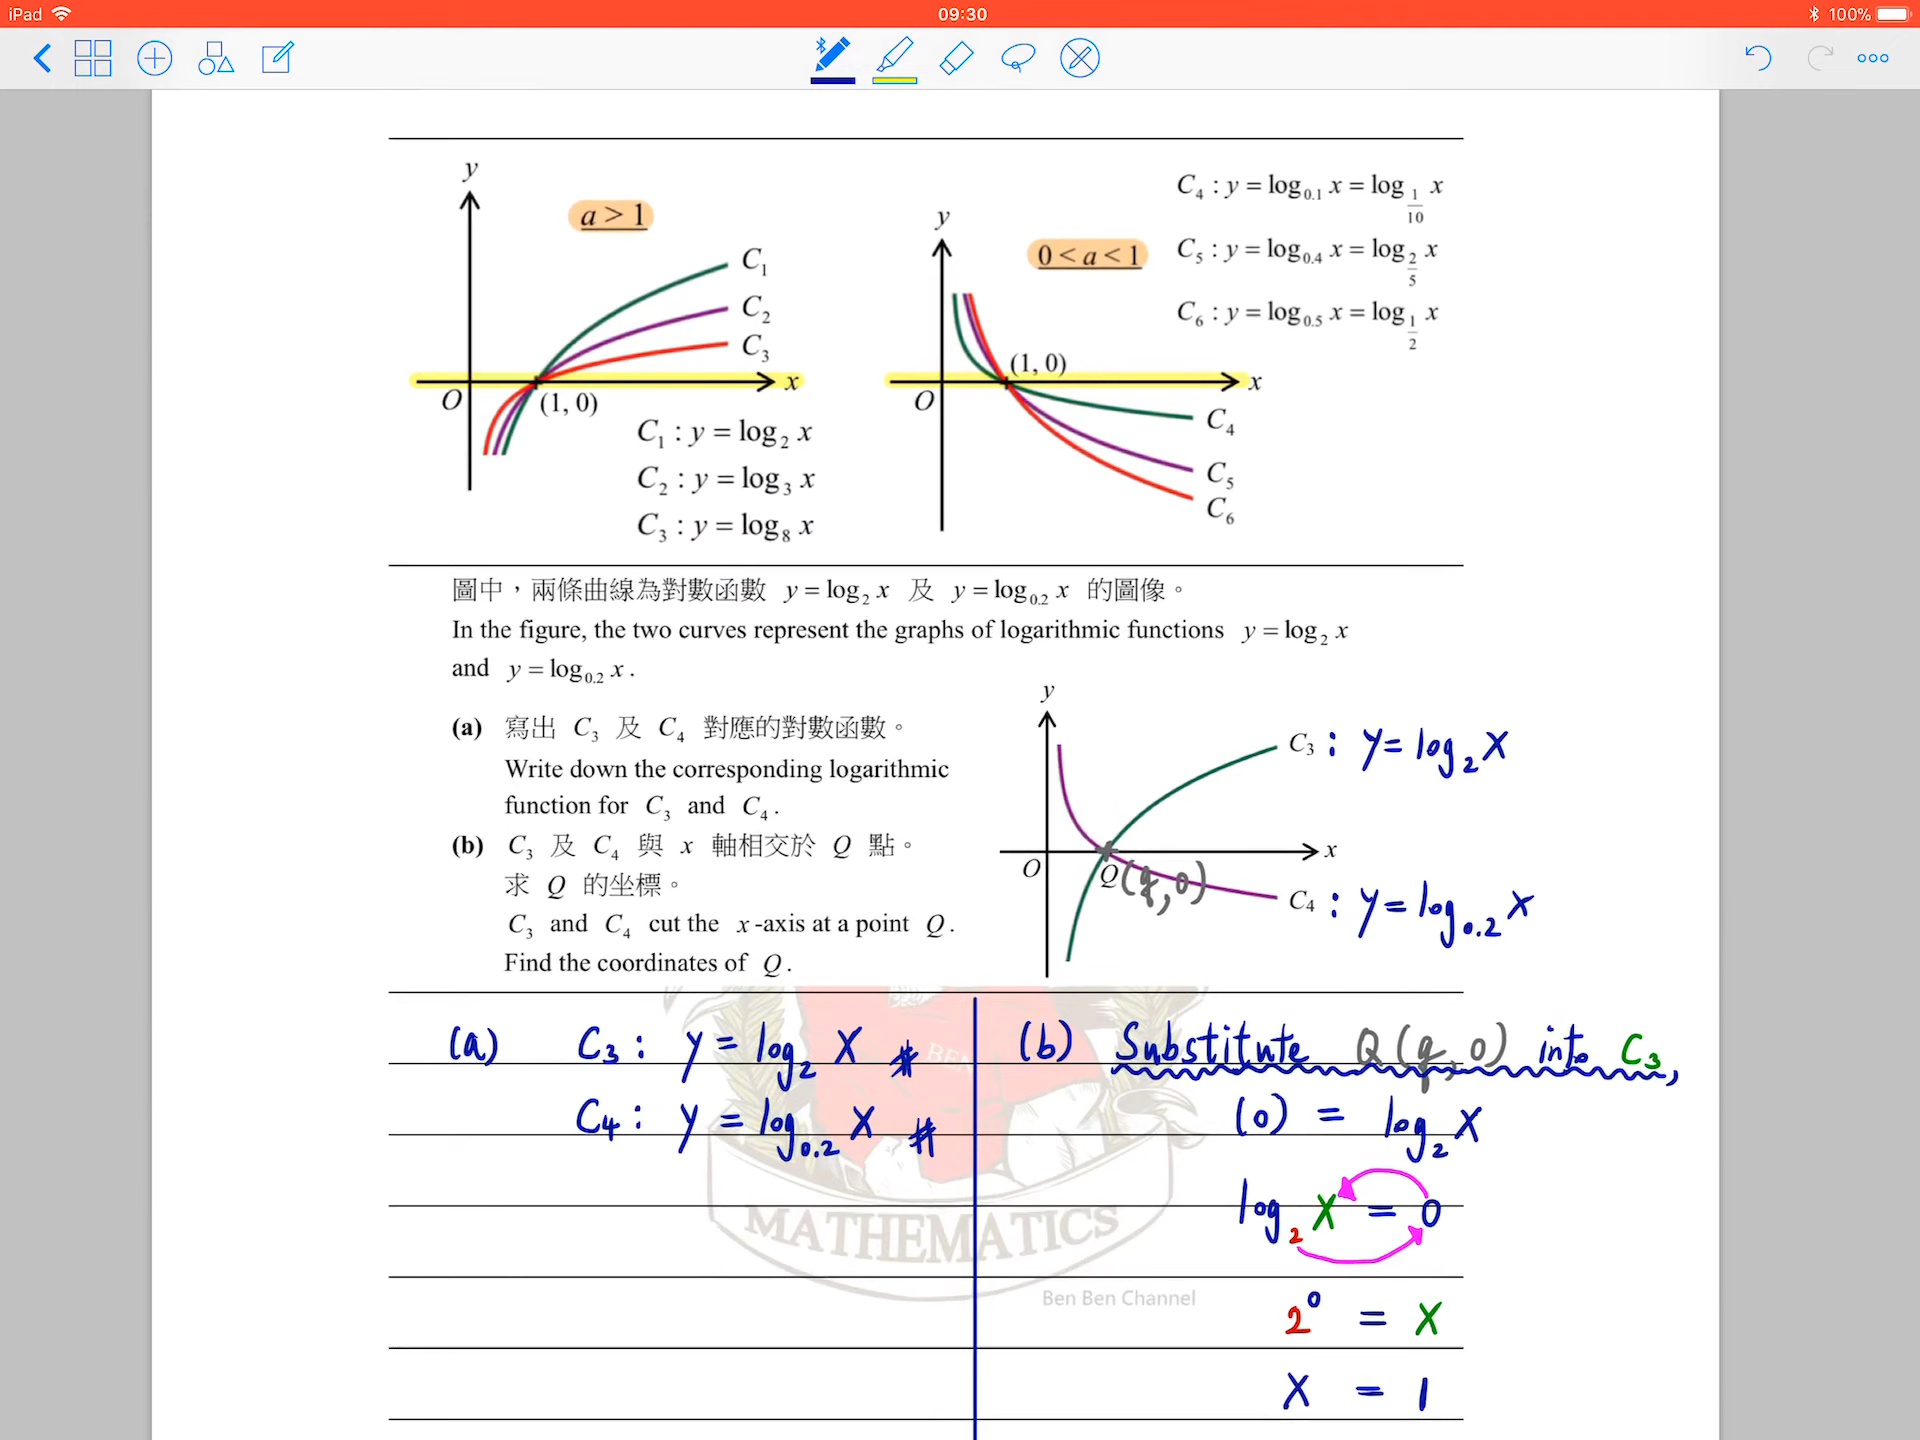 iPad 09:30 100%
y
a > 1
C₁
C₂
C₃
x
O
(1, 0)
C₁ : y = log₂ x
C₂ : y = log₃ x
C₃ : y = log₈ x
y
0 < a < 1
(1, 0)
x
O
C₄
C₅
C₆
C₄ : y = log₀.₁ x = log_{1/10} x
C₅ : y = log₀.₄ x = log_{2/5} x
C₆ : y = log₀.₅ x = log_{1/2} x
圖中，兩條曲線為對數函數 y = log₂ x 及 y = log₀.₂ x 的圖像。
In the figure, the two curves represent the graphs of logarithmic functions y = log₂ x
and y = log₀.₂ x .
(a) 寫出 C₃ 及 C₄ 對應的對數函數。
Write down the corresponding logarithmic
function for C₃ and C₄ .
(b) C₃ 及 C₄ 與 x 軸相交於 Q 點。
求 Q 的坐標。
C₃ and C₄ cut the x-axis at a point Q .
Find the coordinates of Q .
y
C₃ : y = log₂ x
x
O
Q (q, 0)
C₄ : y = log₀.₂ x
(a) C₃ : y = log₂ x #
C₄ : y = log₀.₂ x #
(b) Substitute Q (q, 0) into C₃,
(0) = log₂ x
log₂ x = 0
2⁰ = x
x = 1
BEN
MATHEMATICS
Ben Ben Channel